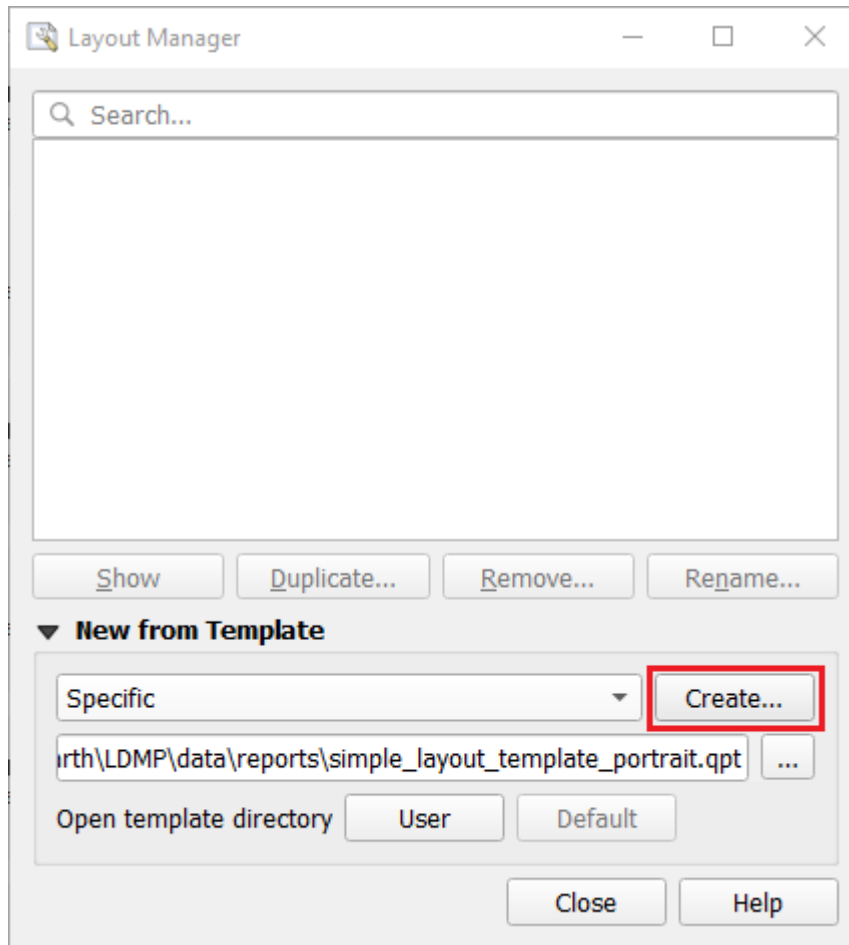 Layout Manager
Search...
Show Duplicate... Remove... Rename...
New from Template
Specific Create...
arth\LDMP\data\reports\simple_layout_template_portrait.qpt ...
Open template directory User Default
Close Help